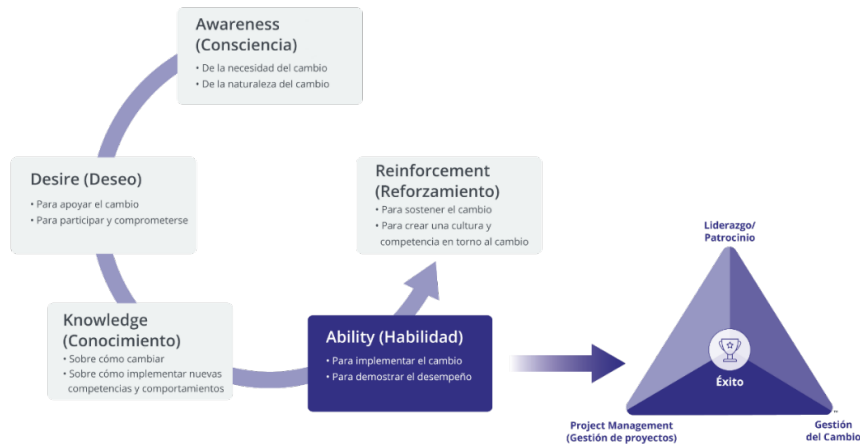 Awareness
(Consciencia)
• De la necesidad del cambio
• De la naturaleza del cambio
Desire (Deseo)
• Para apoyar el cambio
• Para participar y comprometerse
Knowledge
(Conocimiento)
• Sobre cómo cambiar
• Sobre cómo implementar nuevas
competencias y comportamientos
Ability (Habilidad)
• Para implementar el cambio
• Para demostrar el desempeño
Reinforcement
(Reforzamiento)
• Para sostener el cambio
• Para crear una cultura y
competencia en torno al cambio
Liderazgo/
Patrocinio
Éxito
Project Management
(Gestión de proyectos)
™
Gestión
del Cambio